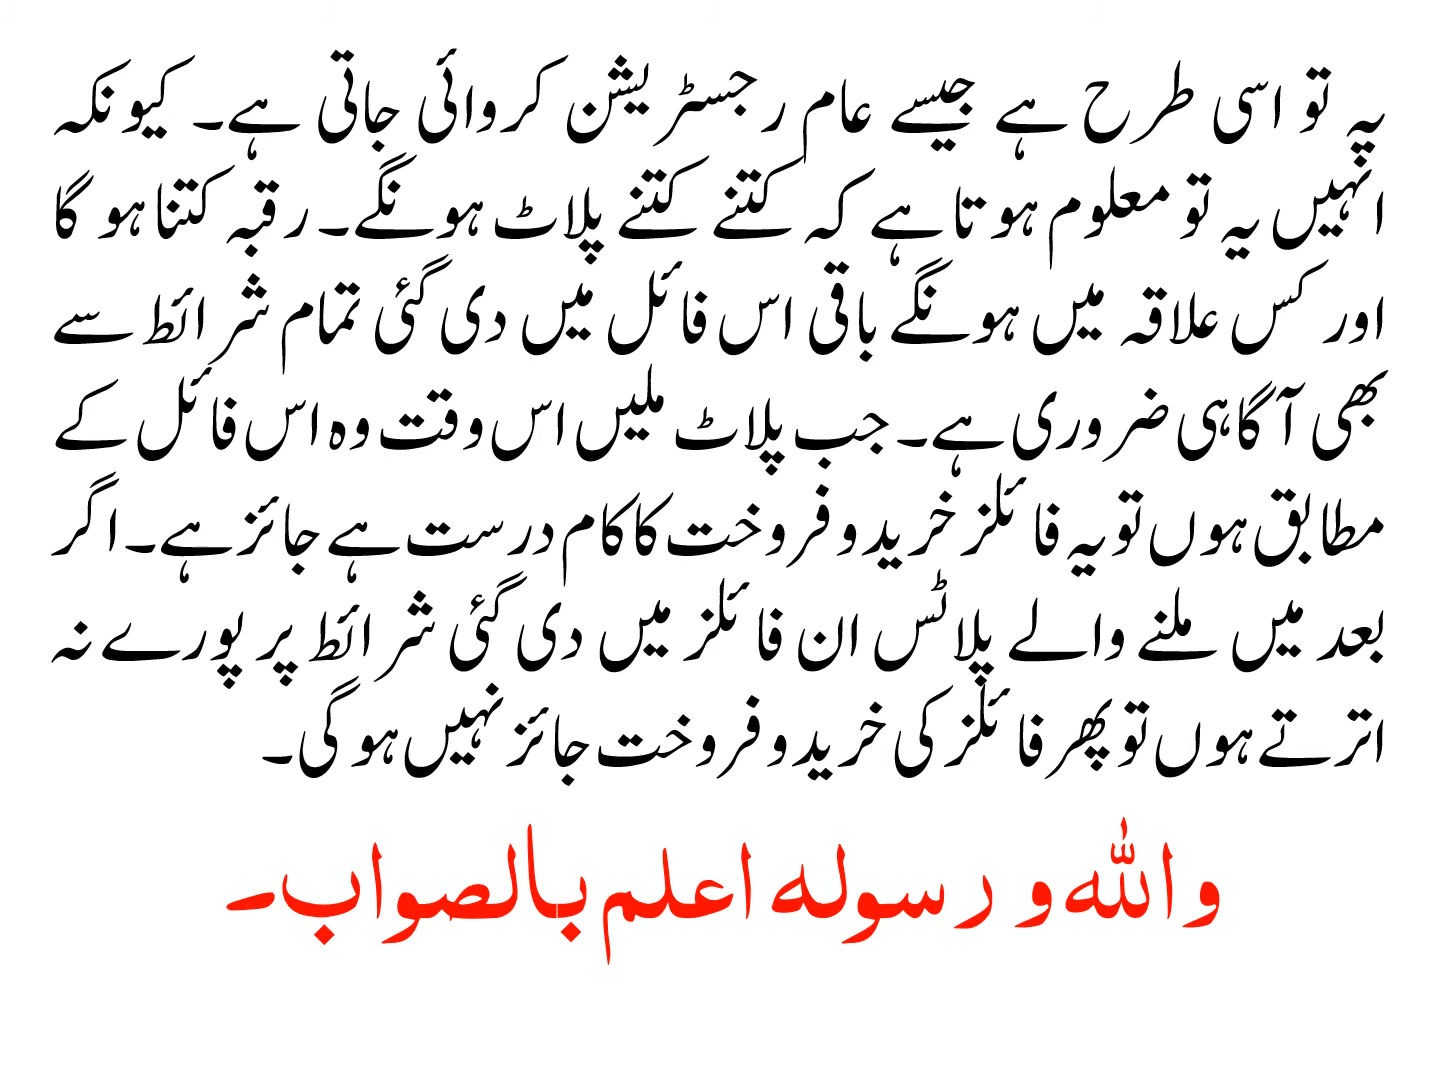 یہ تو اسی طرح ہے جیسے عام رجسٹریشن کروائی جاتی ہے۔ کیونکہ
انہیں یہ تو معلوم ہوتا ہے کہ کتنے کتنے پلاٹ ہونگے۔ رقبہ کتنا ہو گا
اور کس علاقہ میں ہونگے باقی اس فائل میں دی گئی تمام شرائط سے
بھی آگاہی ضروری ہے۔ جب پلاٹ ملیں اس وقت وہ اس فائل کے
مطابق ہوں تو یہ فائلز خرید و فروخت کا کام درست ہے جائز ہے۔ اگر
بعد میں ملنے والے پلاٹس ان فائلز میں دی گئی شرائط پر پورے نہ
اترتے ہوں تو پھر فائلز کی خرید و فروخت جائز نہیں ہو گی۔
واللہ و رسولہ اعلم بالصواب۔